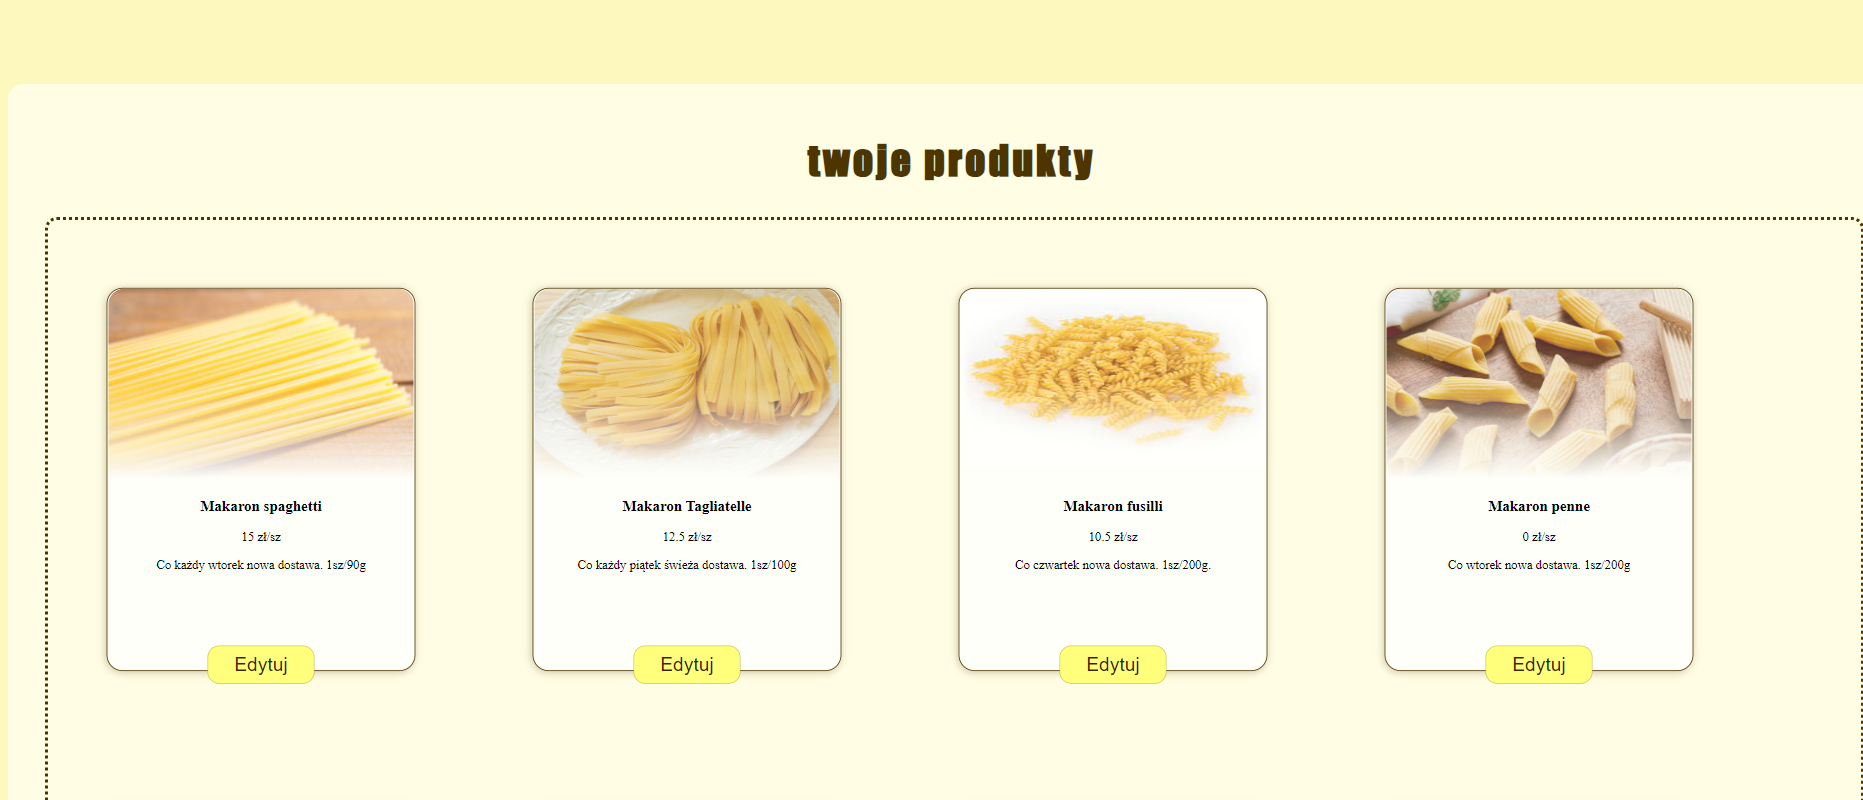 twoje produkty
Makaron spaghetti
15 zł/sz
Co każdy wtorek nowa dostawa. 1sz/90g
Edytuj
Makaron Tagliatelle
12.5 zł/sz
Co każdy piątek świeża dostawa. 1sz/100g
Edytuj
Makaron fusilli
10.5 zł/sz
Co czwartek nowa dostawa. 1sz/200g.
Edytuj
Makaron penne
0 zł/sz
Co wtorek nowa dostawa. 1sz/200g
Edytuj